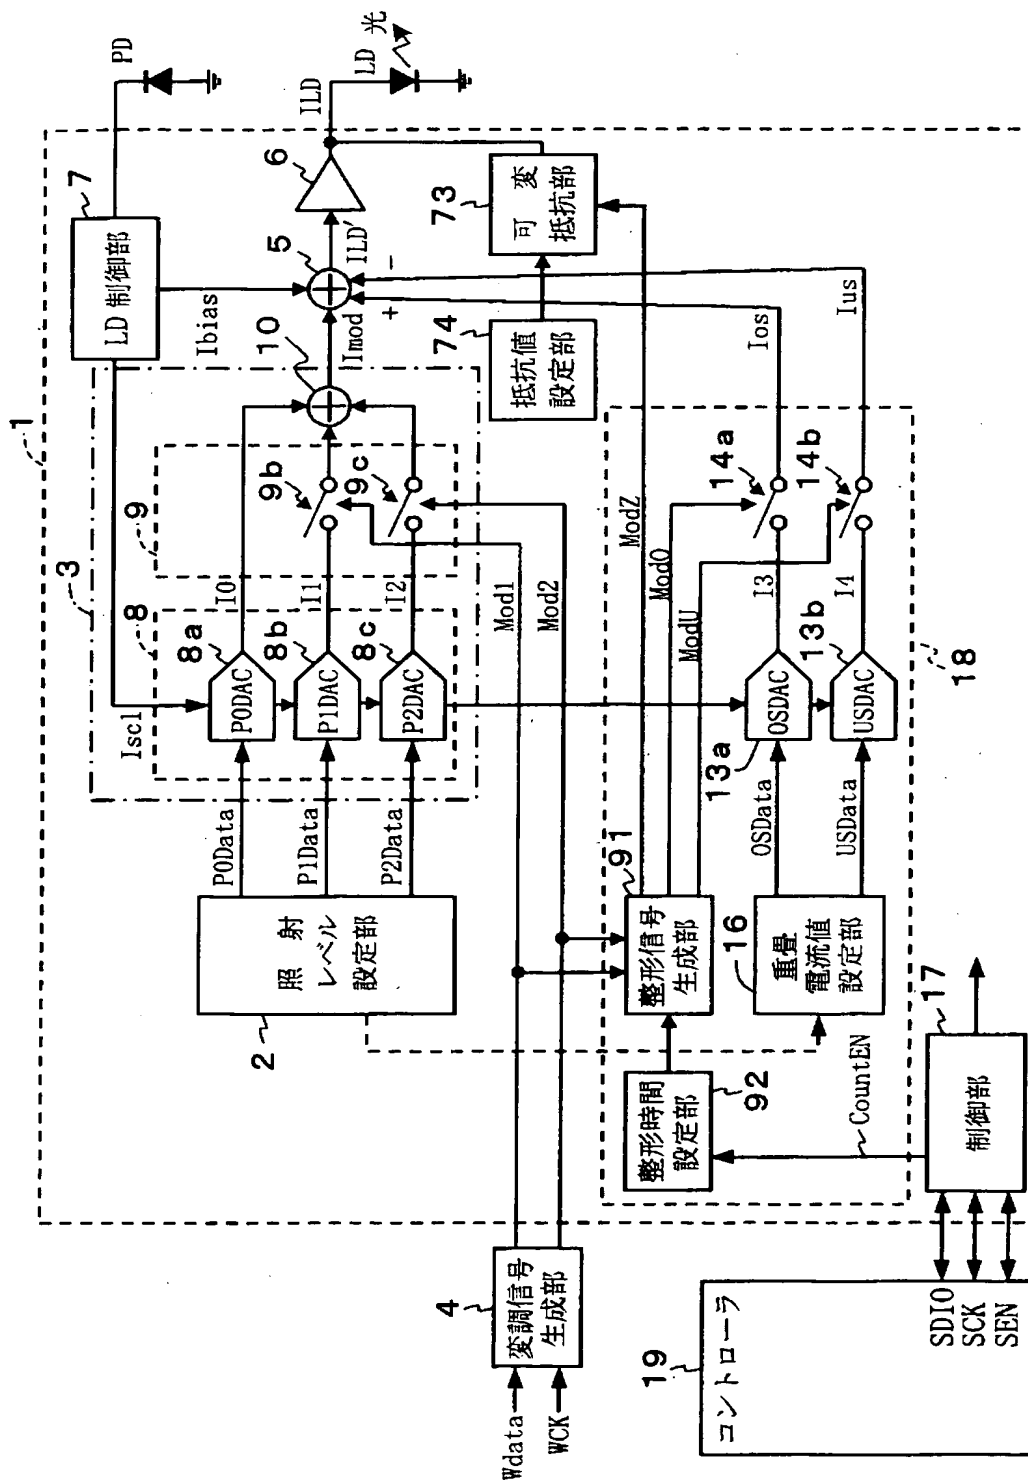 1
3
8
9
7
LD 制御部
PD
Iscl
Ibias
P0Data
P1Data
P2Data
P0DAC
P1DAC
P2DAC
8a
8b
8c
I0
I1
I2
9b
9c
10
Imod
5
+
-
ILD'
6
ILD
LD 光
照 射
レベル
設定部
2
Mod1
Mod2
74
抵抗値
設定部
73
可 変
抵抗部
Wdata
WCK
変調信号
生成部
4
整形時間
設定部
92
整形信号
生成部
91
ModZ
ModO
ModU
重畳
電流値
設定部
16
OSData
USData
OSDAC
USDAC
13a
13b
I3
I4
14a
14b
Ios
Ius
18
CountEN
制御部
17
コントローラ
19
SDIO
SCK
SEN